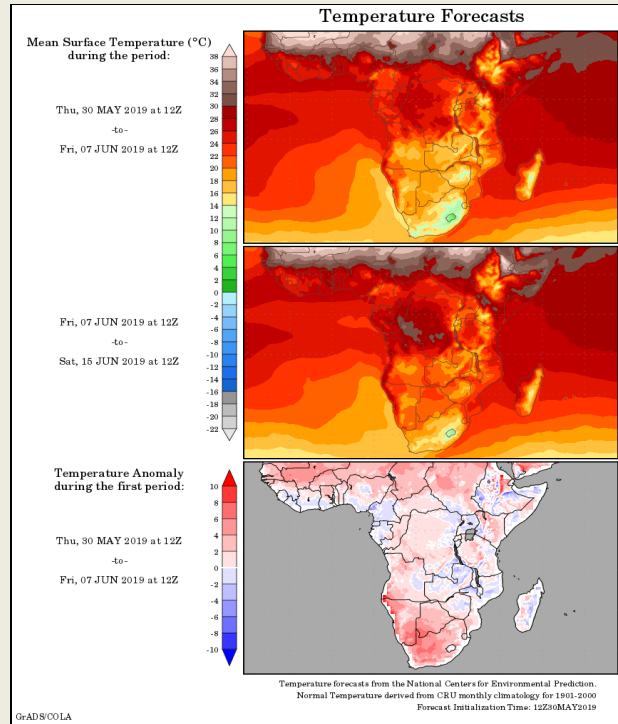 Temperature Forecasts
Mean Surface Temperature (°C)
during the period:
Thu, 30 MAY 2019 at 12Z
-to-
Fri, 07 JUN 2019 at 12Z
38
36
34
32
30
28
26
24
22
20
18
16
14
12
10
8
6
4
2
0
-2
-4
-6
-8
-10
-12
-14
-16
-18
-20
-22
Fri, 07 JUN 2019 at 12Z
-to-
Sat, 15 JUN 2019 at 12Z
Temperature Anomaly
during the first period:
Thu, 30 MAY 2019 at 12Z
-to-
Fri, 07 JUN 2019 at 12Z
10
8
6
4
2
0
-2
-4
-6
-8
-10
Temperature forecasts from the National Centers for Environmental Prediction.
Normal Temperature derived from CRU monthly climatology for 1901-2000
Forecast Initialization Time: 12Z30MAY2019
GrADS/COLA